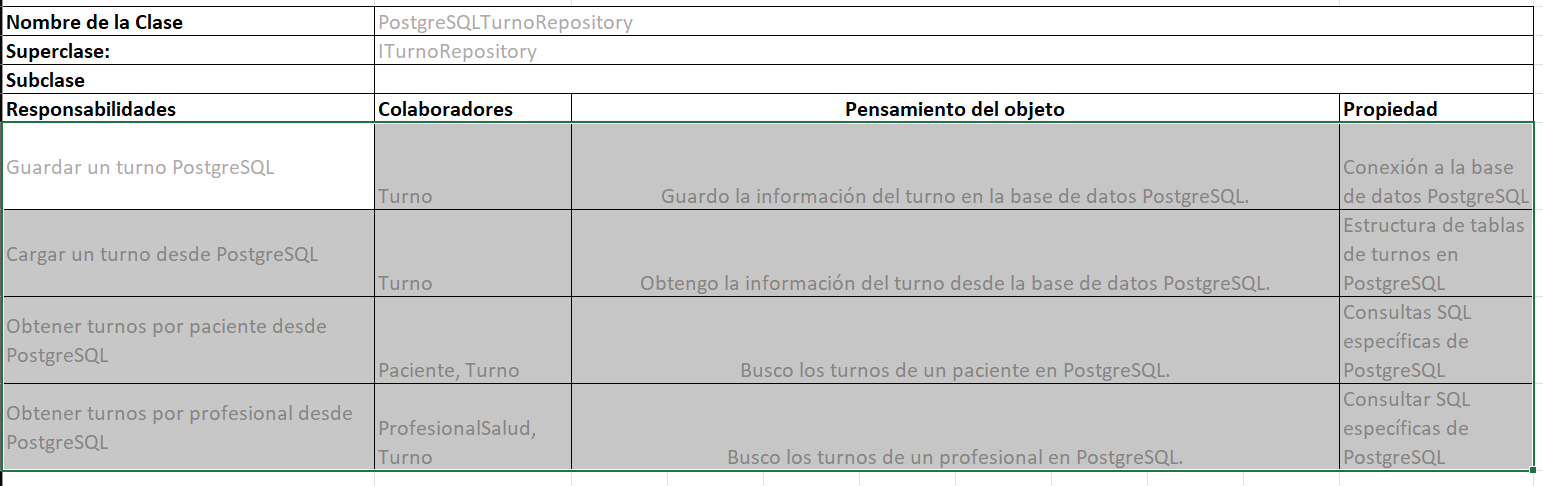 Nombre de la Clase PostgreSQLTurnoRepository
Superclase: ITurnoRepository
Subclase
Responsabilidades Colaboradores Pensamiento del objeto Propiedad
Guardar un turno PostgreSQL
Turno
Guardo la información del turno en la base de datos PostgreSQL.
Conexión a la base
de datos PostgreSQL
Cargar un turno desde PostgreSQL
Turno
Obtengo la información del turno desde la base de datos PostgreSQL.
Estructura de tablas
de turnos en
PostgreSQL
Obtener turnos por paciente desde
PostgreSQL
Paciente, Turno
Busco los turnos de un paciente en PostgreSQL.
Consultas SQL
específicas de
PostgreSQL
Obtener turnos por profesional desde
PostgreSQL
ProfesionalSalud,
Turno
Busco los turnos de un profesional en PostgreSQL.
Consultar SQL
específicas de
PostgreSQL